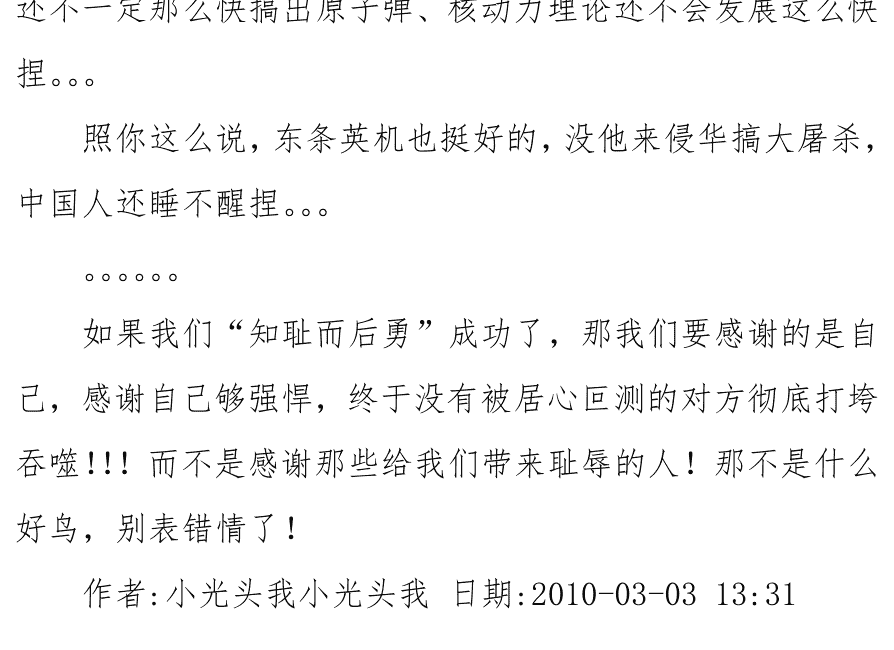 还不一定那么快搞出原子弹、核动力理论还不会发展这么快
捏。。。
照你这么说，东条英机也挺好的，没他来侵华搞大屠杀，
中国人还睡不醒捏。。。
。。。。。。
如果我们“知耻而后勇”成功了，那我们要感谢的是自
己，感谢自己够强悍，终于没有被居心叵测的对方彻底打垮
吞噬！！！而不是感谢那些给我们带来耻辱的人！那不是什么
好鸟，别表错情了！
作者:小光头我小光头我 日期:2010-03-03 13:31